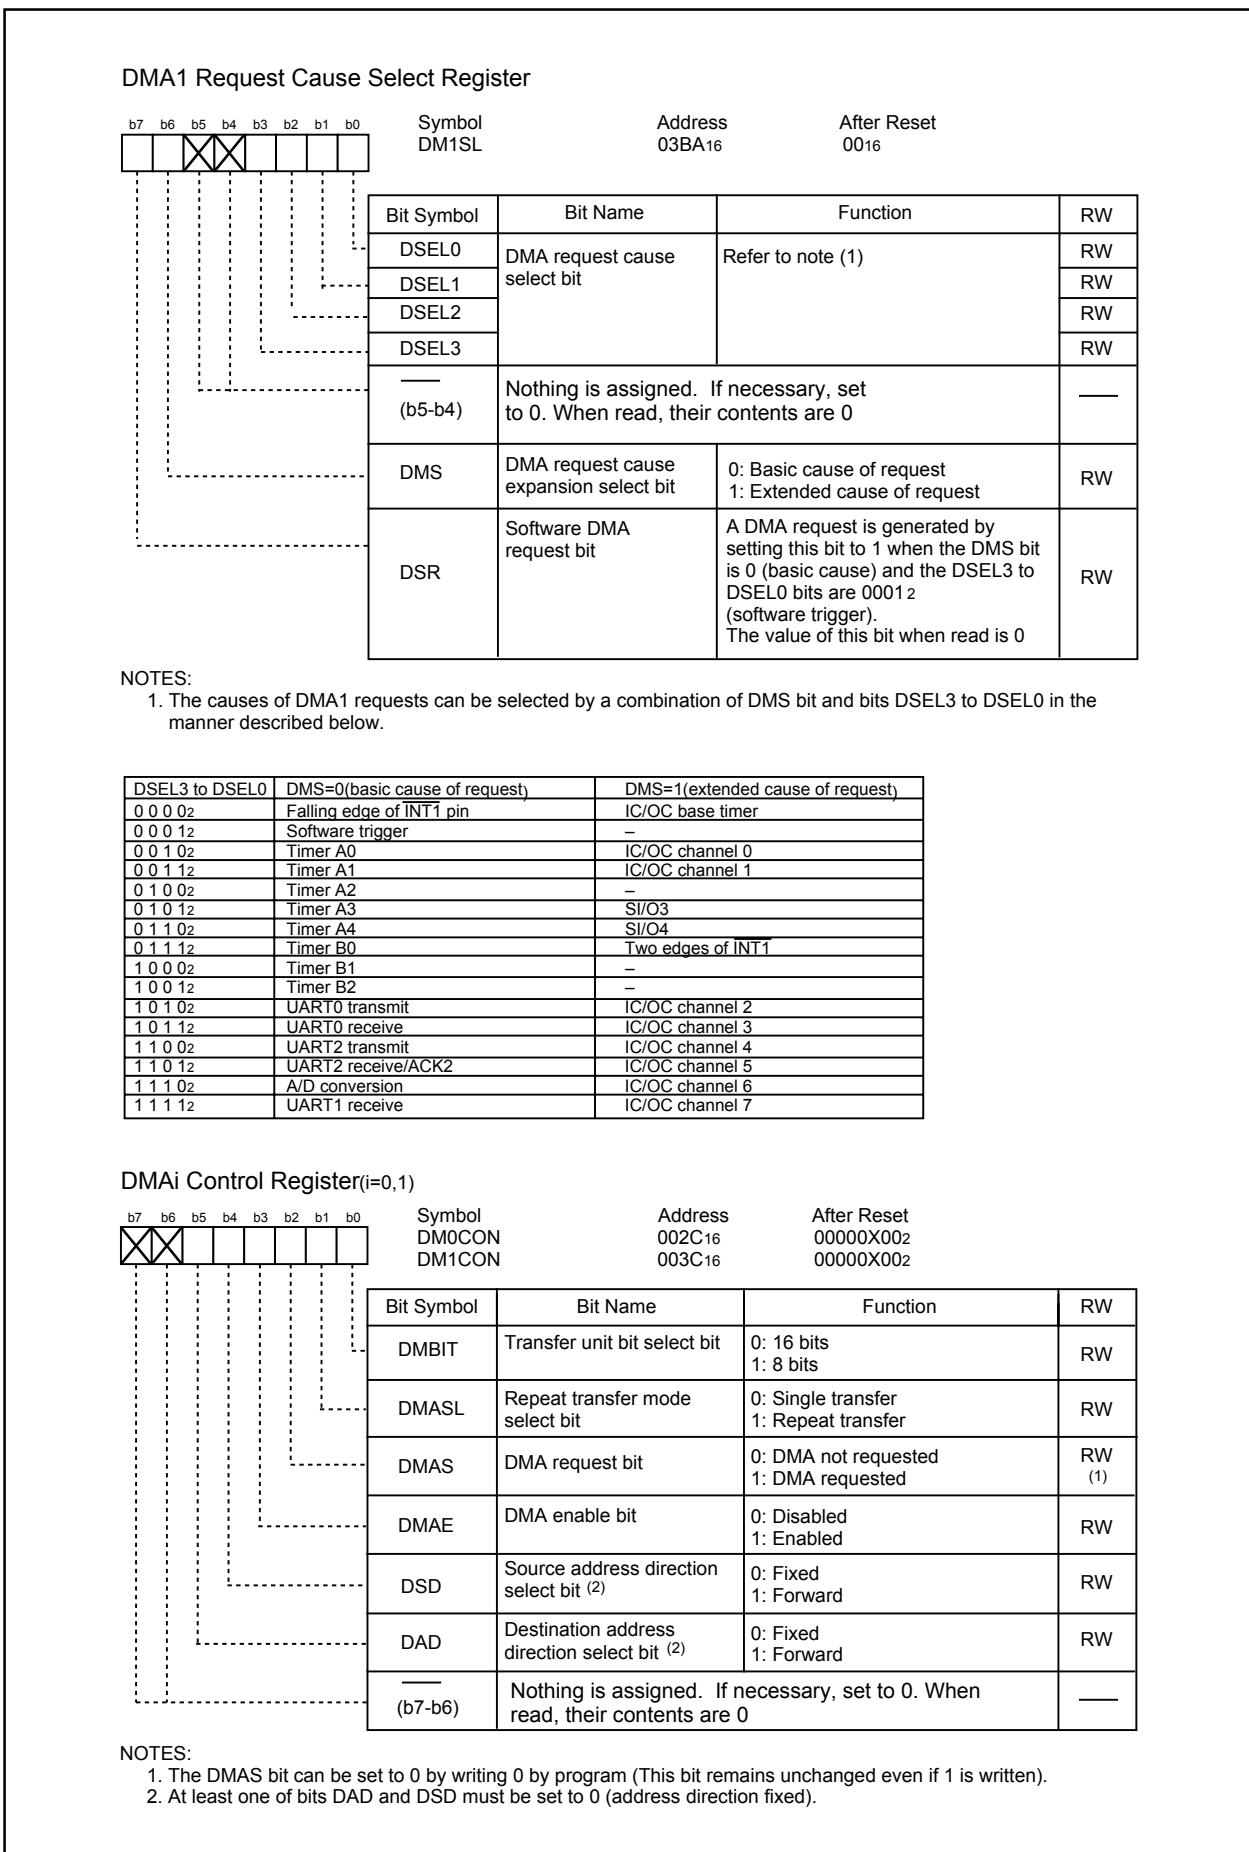 DMA1 Request Cause Select Register
b7 b6 b5 b4 b3 b2 b1 b0
Symbol Address After Reset
DM1SL 03BA16 0016
Bit Symbol Bit Name Function RW
DSEL0 DMA request cause select bit Refer to note (1) RW
DSEL1 RW
DSEL2 RW
DSEL3 RW
(b5-b4) Nothing is assigned. If necessary, set
to 0. When read, their contents are 0
DMS DMA request cause expansion select bit 0: Basic cause of request RW
1: Extended cause of request
DSR Software DMA request bit A DMA request is generated by RW
setting this bit to 1 when the DMS bit
is 0 (basic cause) and the DSEL3 to
DSEL0 bits are 00012
(software trigger).
The value of this bit when read is 0
NOTES:
1. The causes of DMA1 requests can be selected by a combination of DMS bit and bits DSEL3 to DSEL0 in the
manner described below.
DSEL3 to DSEL0 DMS=0(basic cause of request) DMS=1(extended cause of request)
0 0 0 02 Falling edge of INT1 pin IC/OC base timer
0 0 0 12 Software trigger –
0 0 1 02 Timer A0 IC/OC channel 0
0 0 1 12 Timer A1 IC/OC channel 1
0 1 0 02 Timer A2 –
0 1 0 12 Timer A3 SI/O3
0 1 1 02 Timer A4 SI/O4
0 1 1 12 Timer B0 Two edges of INT1
1 0 0 02 Timer B1 –
1 0 0 12 Timer B2 –
1 0 1 02 UART0 transmit IC/OC channel 2
1 0 1 12 UART0 receive IC/OC channel 3
1 1 0 02 UART2 transmit IC/OC channel 4
1 1 0 12 UART2 receive/ACK2 IC/OC channel 5
1 1 1 02 A/D conversion IC/OC channel 6
1 1 1 12 UART1 receive IC/OC channel 7
DMAi Control Register(i=0,1)
b7 b6 b5 b4 b3 b2 b1 b0
Symbol Address After Reset
DM0CON 002C16 00000X002
DM1CON 003C16 00000X002
Bit Symbol Bit Name Function RW
DMBIT Transfer unit bit select bit 0: 16 bits RW
1: 8 bits
DMASL Repeat transfer mode select bit 0: Single transfer RW
1: Repeat transfer
DMAS DMA request bit 0: DMA not requested RW
1: DMA requested (1)
DMAE DMA enable bit 0: Disabled RW
1: Enabled
DSD Source address direction select bit (2) 0: Fixed RW
1: Forward
DAD Destination address direction select bit (2) 0: Fixed RW
1: Forward
(b7-b6) Nothing is assigned. If necessary, set to 0. When
read, their contents are 0
NOTES:
1. The DMAS bit can be set to 0 by writing 0 by program (This bit remains unchanged even if 1 is written).
2. At least one of bits DAD and DSD must be set to 0 (address direction fixed).